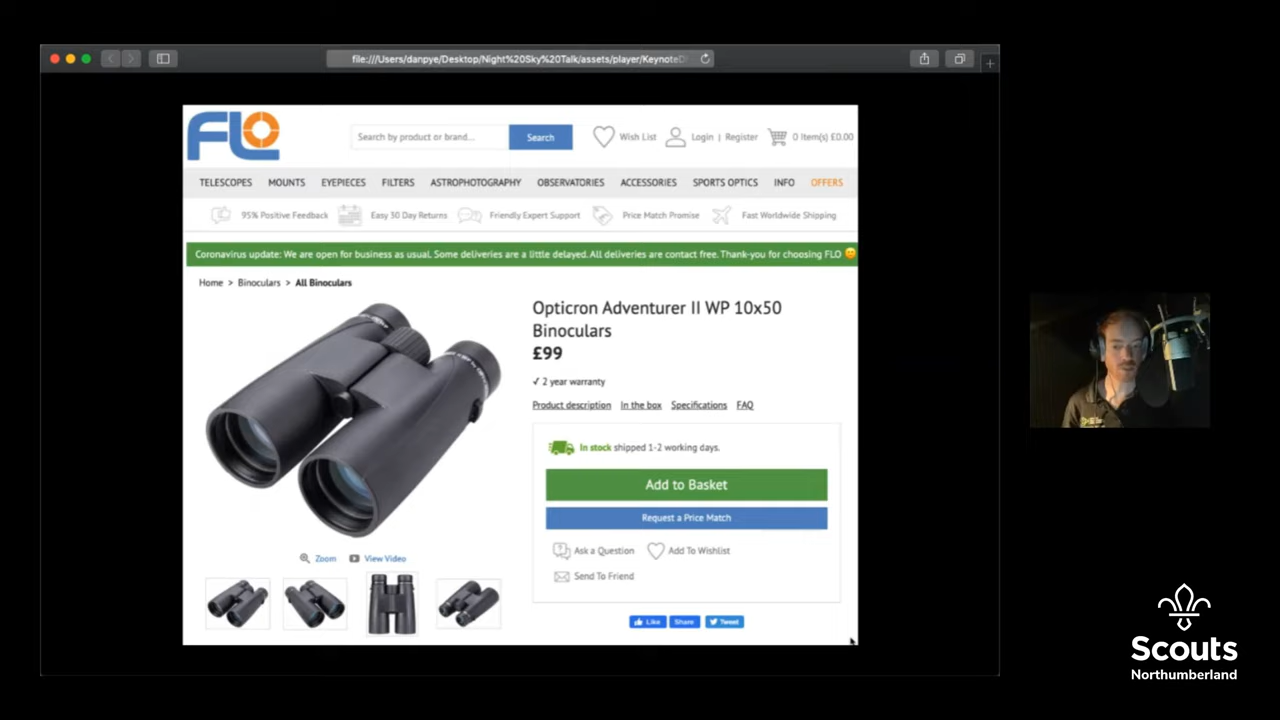 file:///Users/danpye/Desktop/Night%20Sky%20Talk/assets/player/Keynote
FLO
Search by product or brand...
Search
Wish List
Login | Register
0 Item(s) £0.00
TELESCOPES MOUNTS EYEPIECES FILTERS ASTROPHOTOGRAPHY OBSERVATORIES ACCESSORIES SPORTS OPTICS INFO OFFERS
95% Positive Feedback Easy 30 Day Returns Friendly Expert Support Price Match Promise Fast Worldwide Shipping
Coronavirus update: We are open for business as usual. Some deliveries are a little delayed. All deliveries are contact free. Thank-you for choosing FLO
Home > Binoculars > All Binoculars
Opticron Adventurer II WP 10x50
Binoculars
£99
✓ 2 year warranty
Product description In the box Specifications FAQ
In stock shipped 1-2 working days.
Add to Basket
Request a Price Match
Ask a Question Add To Wishlist
Send To Friend
Zoom View Video
Like Share Tweet
Scouts
Northumberland